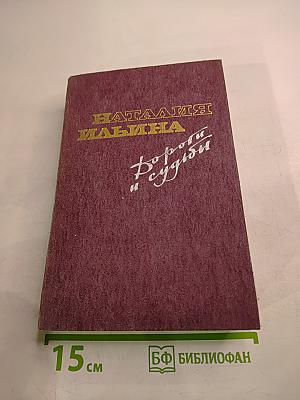 НАТАЛИЯ
ИЛЬИНА
Дороги
и судьбы
15 см
БФ БИБЛИОФАН